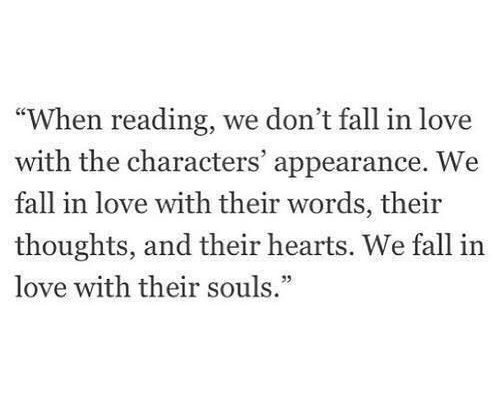 “When reading, we don’t fall in love
with the characters’ appearance. We
fall in love with their words, their
thoughts, and their hearts. We fall in
love with their souls.”